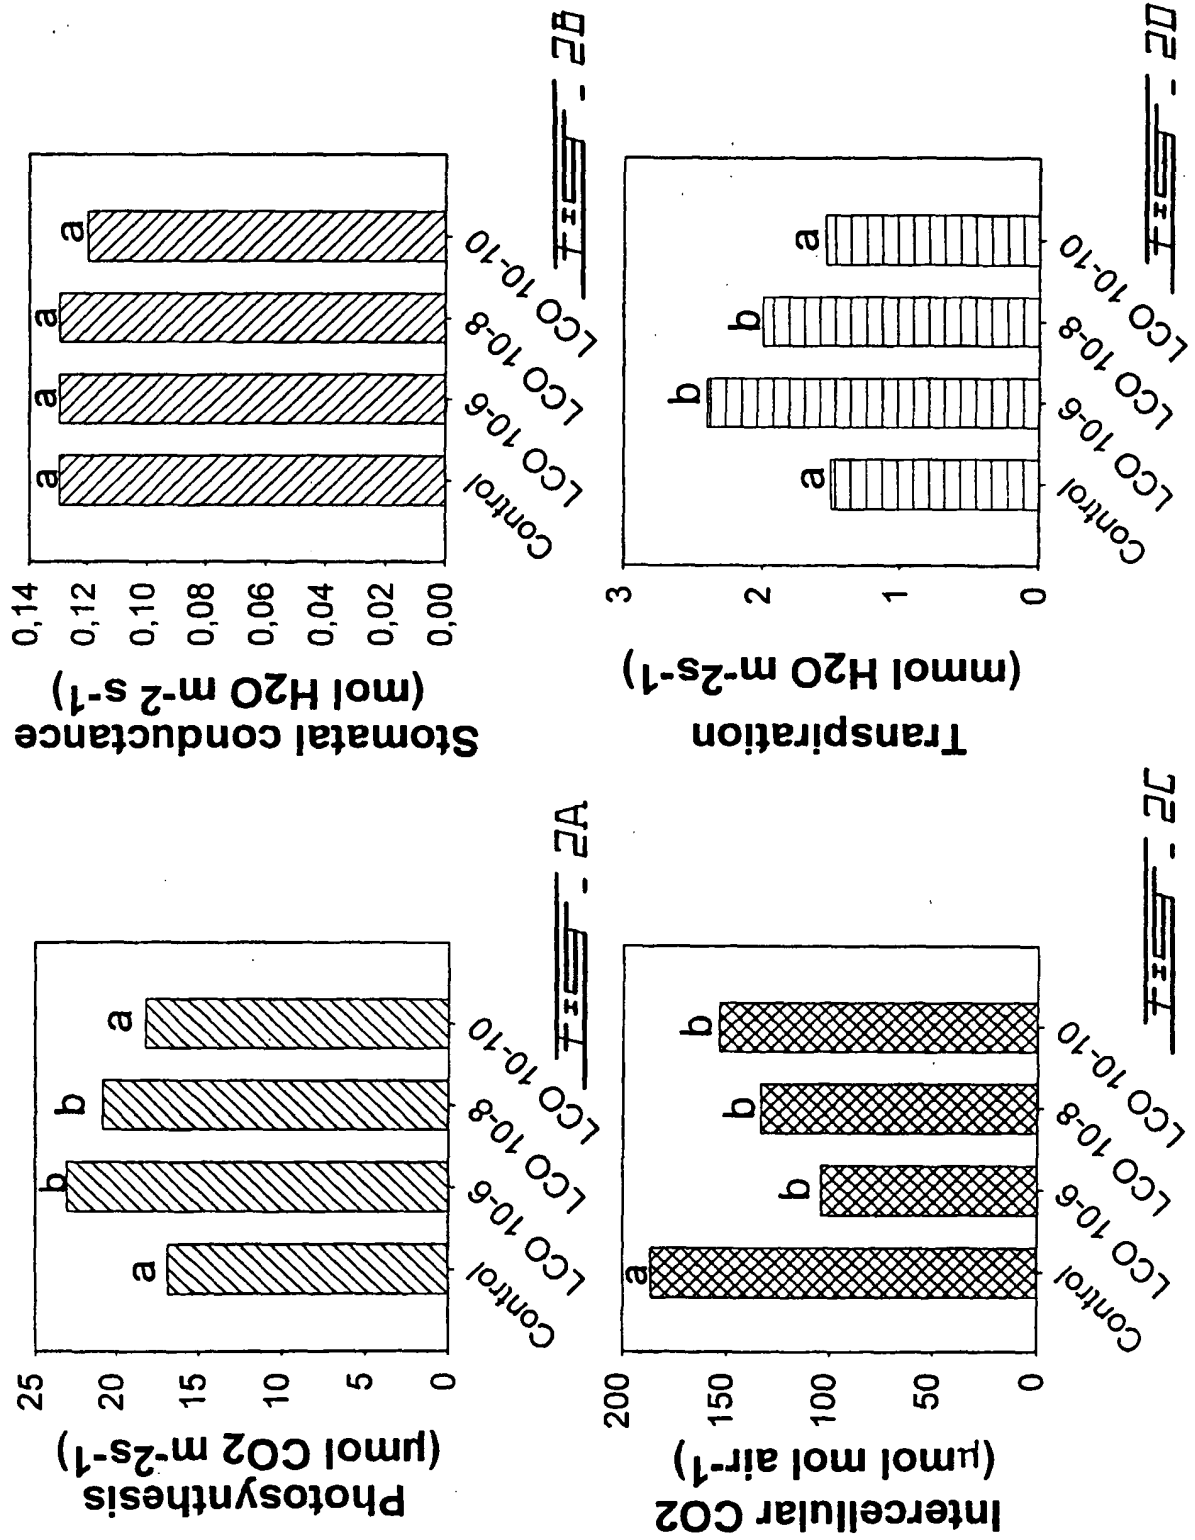 Photosynthesis
(µmol CO2 m-2s-1)
25
20
15
10
5
0
a
b
b
a
Control
LCO 10-6
LCO 10-8
LCO 10-10
FIG - 2A
Stomatal conductance
(mol H2O m-2 s-1)
0,14
0,12
0,10
0,08
0,06
0,04
0,02
0,00
a
a
a
a
Control
LCO 10-6
LCO 10-8
LCO 10-10
FIG - 2B
Intercellular CO2
(µmol mol air-1)
200
150
100
50
0
a
b
b
b
Control
LCO 10-6
LCO 10-8
LCO 10-10
FIG - 2C
Transpiration
(mmol H2O m-2s-1)
3
2
1
0
a
b
b
a
Control
LCO 10-6
LCO 10-8
LCO 10-10
FIG - 2D